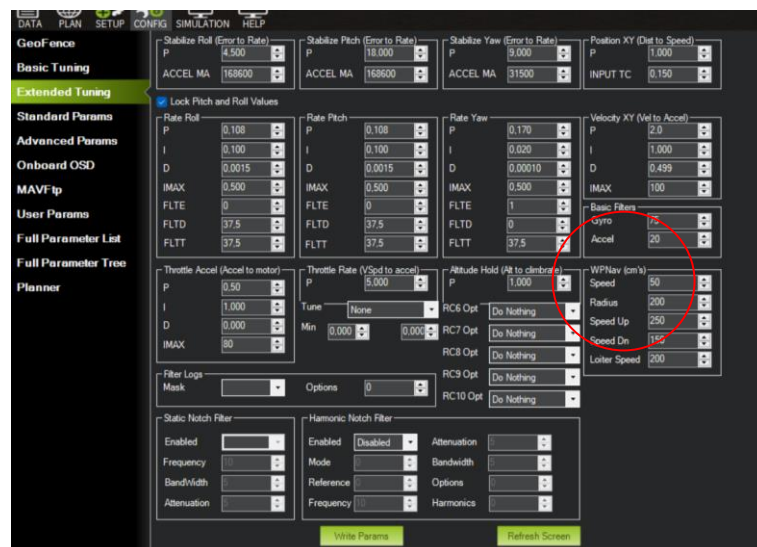 DATA PLAN SETUP CONFIG SIMULATION HELP
GeoFence
Basic Tuning
Extended Tuning
Standard Params
Advanced Params
Onboard OSD
MAVFtp
User Params
Full Parameter List
Full Parameter Tree
Planner
Stabilize Roll (Error to Rate)
P 4.500
ACCEL MA 168600
Stabilize Pitch (Error to Rate)
P 18.000
ACCEL MA 168600
Stabilize Yaw (Error to Rate)
P 9.000
ACCEL MA 31500
Position XY (Dist to Speed)
P 1.000
INPUT TC 0.150
Lock Pitch and Roll Values
Rate Roll
P 0,108
I 0,100
D 0.0015
IMAX 0,500
FLTE 0
FLTD 37,5
FLTT 37,5
Rate Pitch
P 0,108
I 0,100
D 0.0015
IMAX 0,500
FLTE 0
FLTD 37,5
FLTT 37,5
Rate Yaw
P 0,170
I 0,020
D 0.00010
IMAX 0,500
FLTE 1
FLTD 0
FLTT 37,5
Velocity XY (Vel to Accel)
P 2.0
I 1,000
D 0.499
IMAX 100
Basic Filters
Gyro 75
Accel 20
Throttle Accel (Accel to motor)
P 0,50
I 1,000
D 0.000
IMAX 80
Throttle Rate (VSpd to accel)
P 5,000
Tune None
Min 0,000 0,000
Altitude Hold (Alt to climbrate)
P 1,000
RC6 Opt Do Nothing
RC7 Opt Do Nothing
RC8 Opt Do Nothing
RC9 Opt Do Nothing
RC10 Opt Do Nothing
WPNav (cm's)
Speed 50
Radius 200
Speed Up 250
Speed Dn 150
Loiter Speed 200
Filter Logs
Mask
Options 0
Static Notch Filter
Enabled
Frequency 10
BandWidth 5
Attenuation 5
Harmonic Notch Filter
Enabled Disabled
Mode 0
Reference 0
Frequency 10
Attenuation 5
Bandwidth 5
Options 0
Harmonics 0
Write Params
Refresh Screen